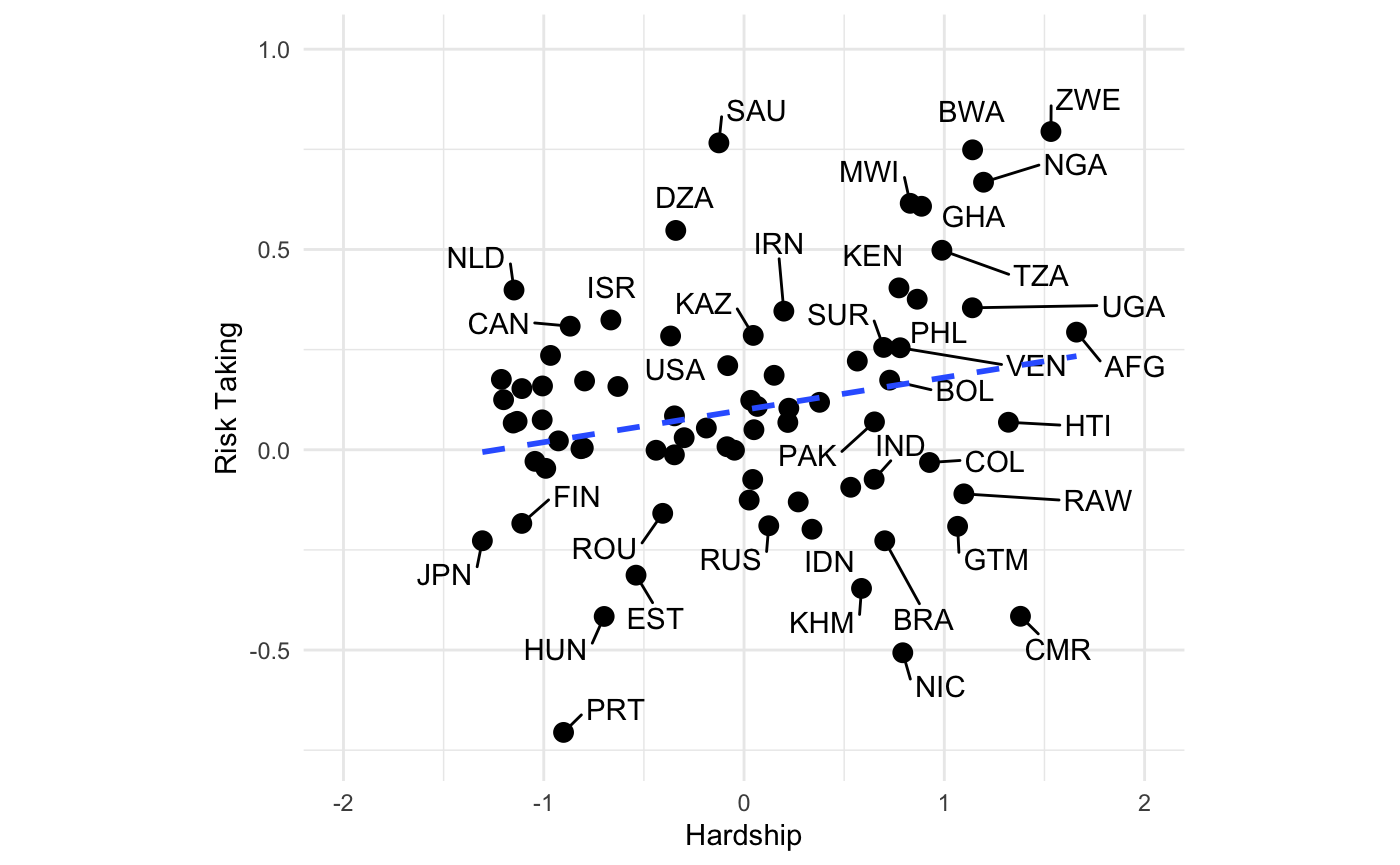 1.0
0.5
0.0
-0.5
Risk Taking
SAU
BWA
ZWE
MWI
NGA
DZA
GHA
IRN
KEN
NLD
TZA
ISR
KAZ
CAN
SUR
UGA
PHL
USA
VEN
AFG
BOL
HTI
PAK
IND
COL
FIN
RAW
ROU
RUS
IDN
GTM
JPN
EST
KHM
BRA
HUN
CMR
NIC
PRT
-2
-1
0
1
2
Hardship